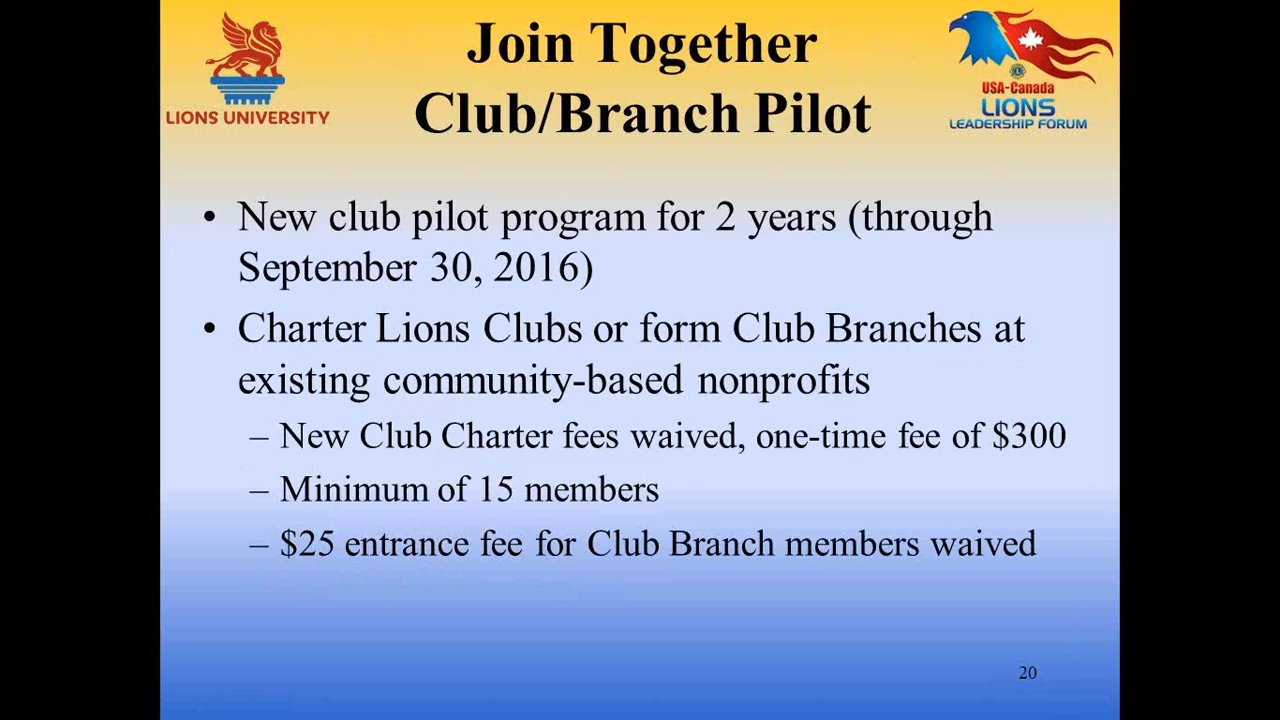 Join Together
Club/Branch Pilot
LIONS UNIVERSITY
USA-Canada
LIONS
LEADERSHIP FORUM
• New club pilot program for 2 years (through
September 30, 2016)
• Charter Lions Clubs or form Club Branches at
existing community-based nonprofits
– New Club Charter fees waived, one-time fee of $300
– Minimum of 15 members
– $25 entrance fee for Club Branch members waived
20